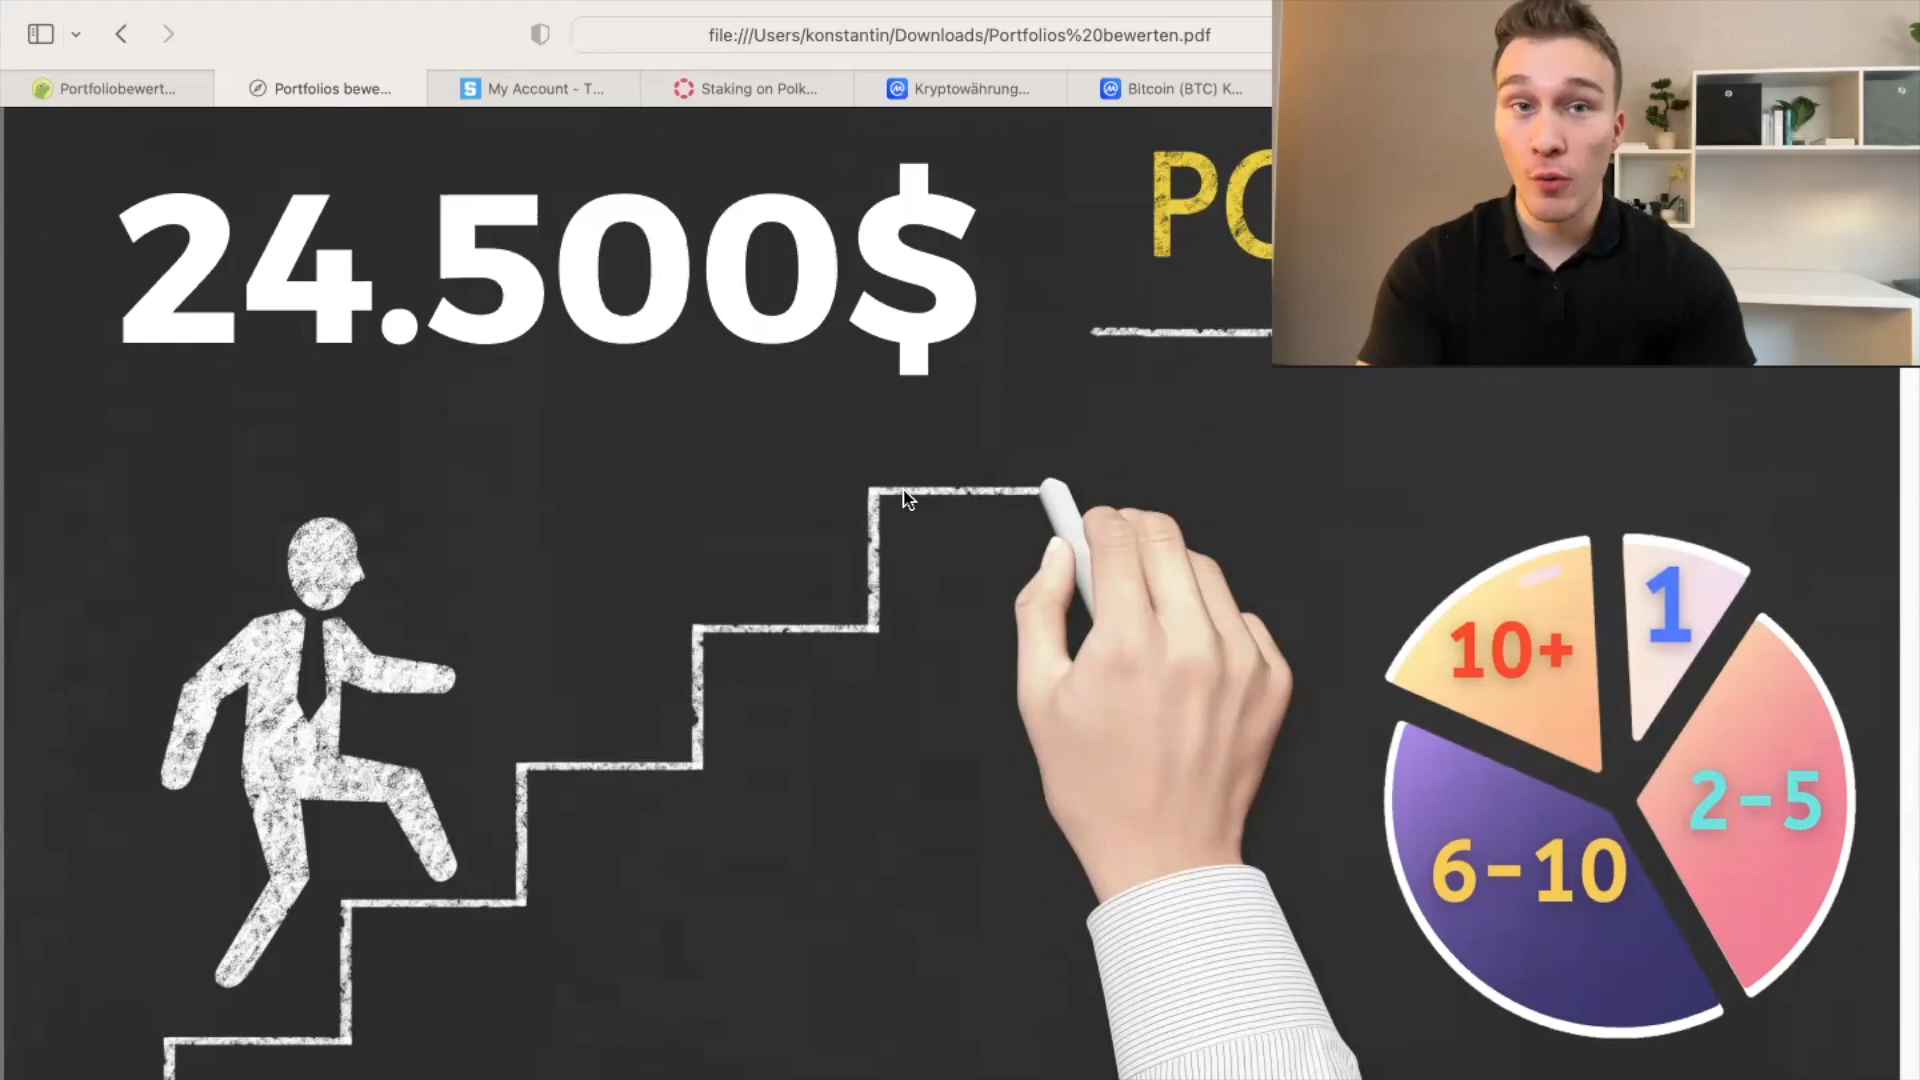 file:///Users/konstantin/Downloads/Portfolios%20bewerten.pdf
Portfoliobewert...
Portfolios bewe...
My Account - T...
Staking on Polk...
Kryptowährung...
Bitcoin (BTC) K...
24.500$
PO
1
10+
2-5
6-10